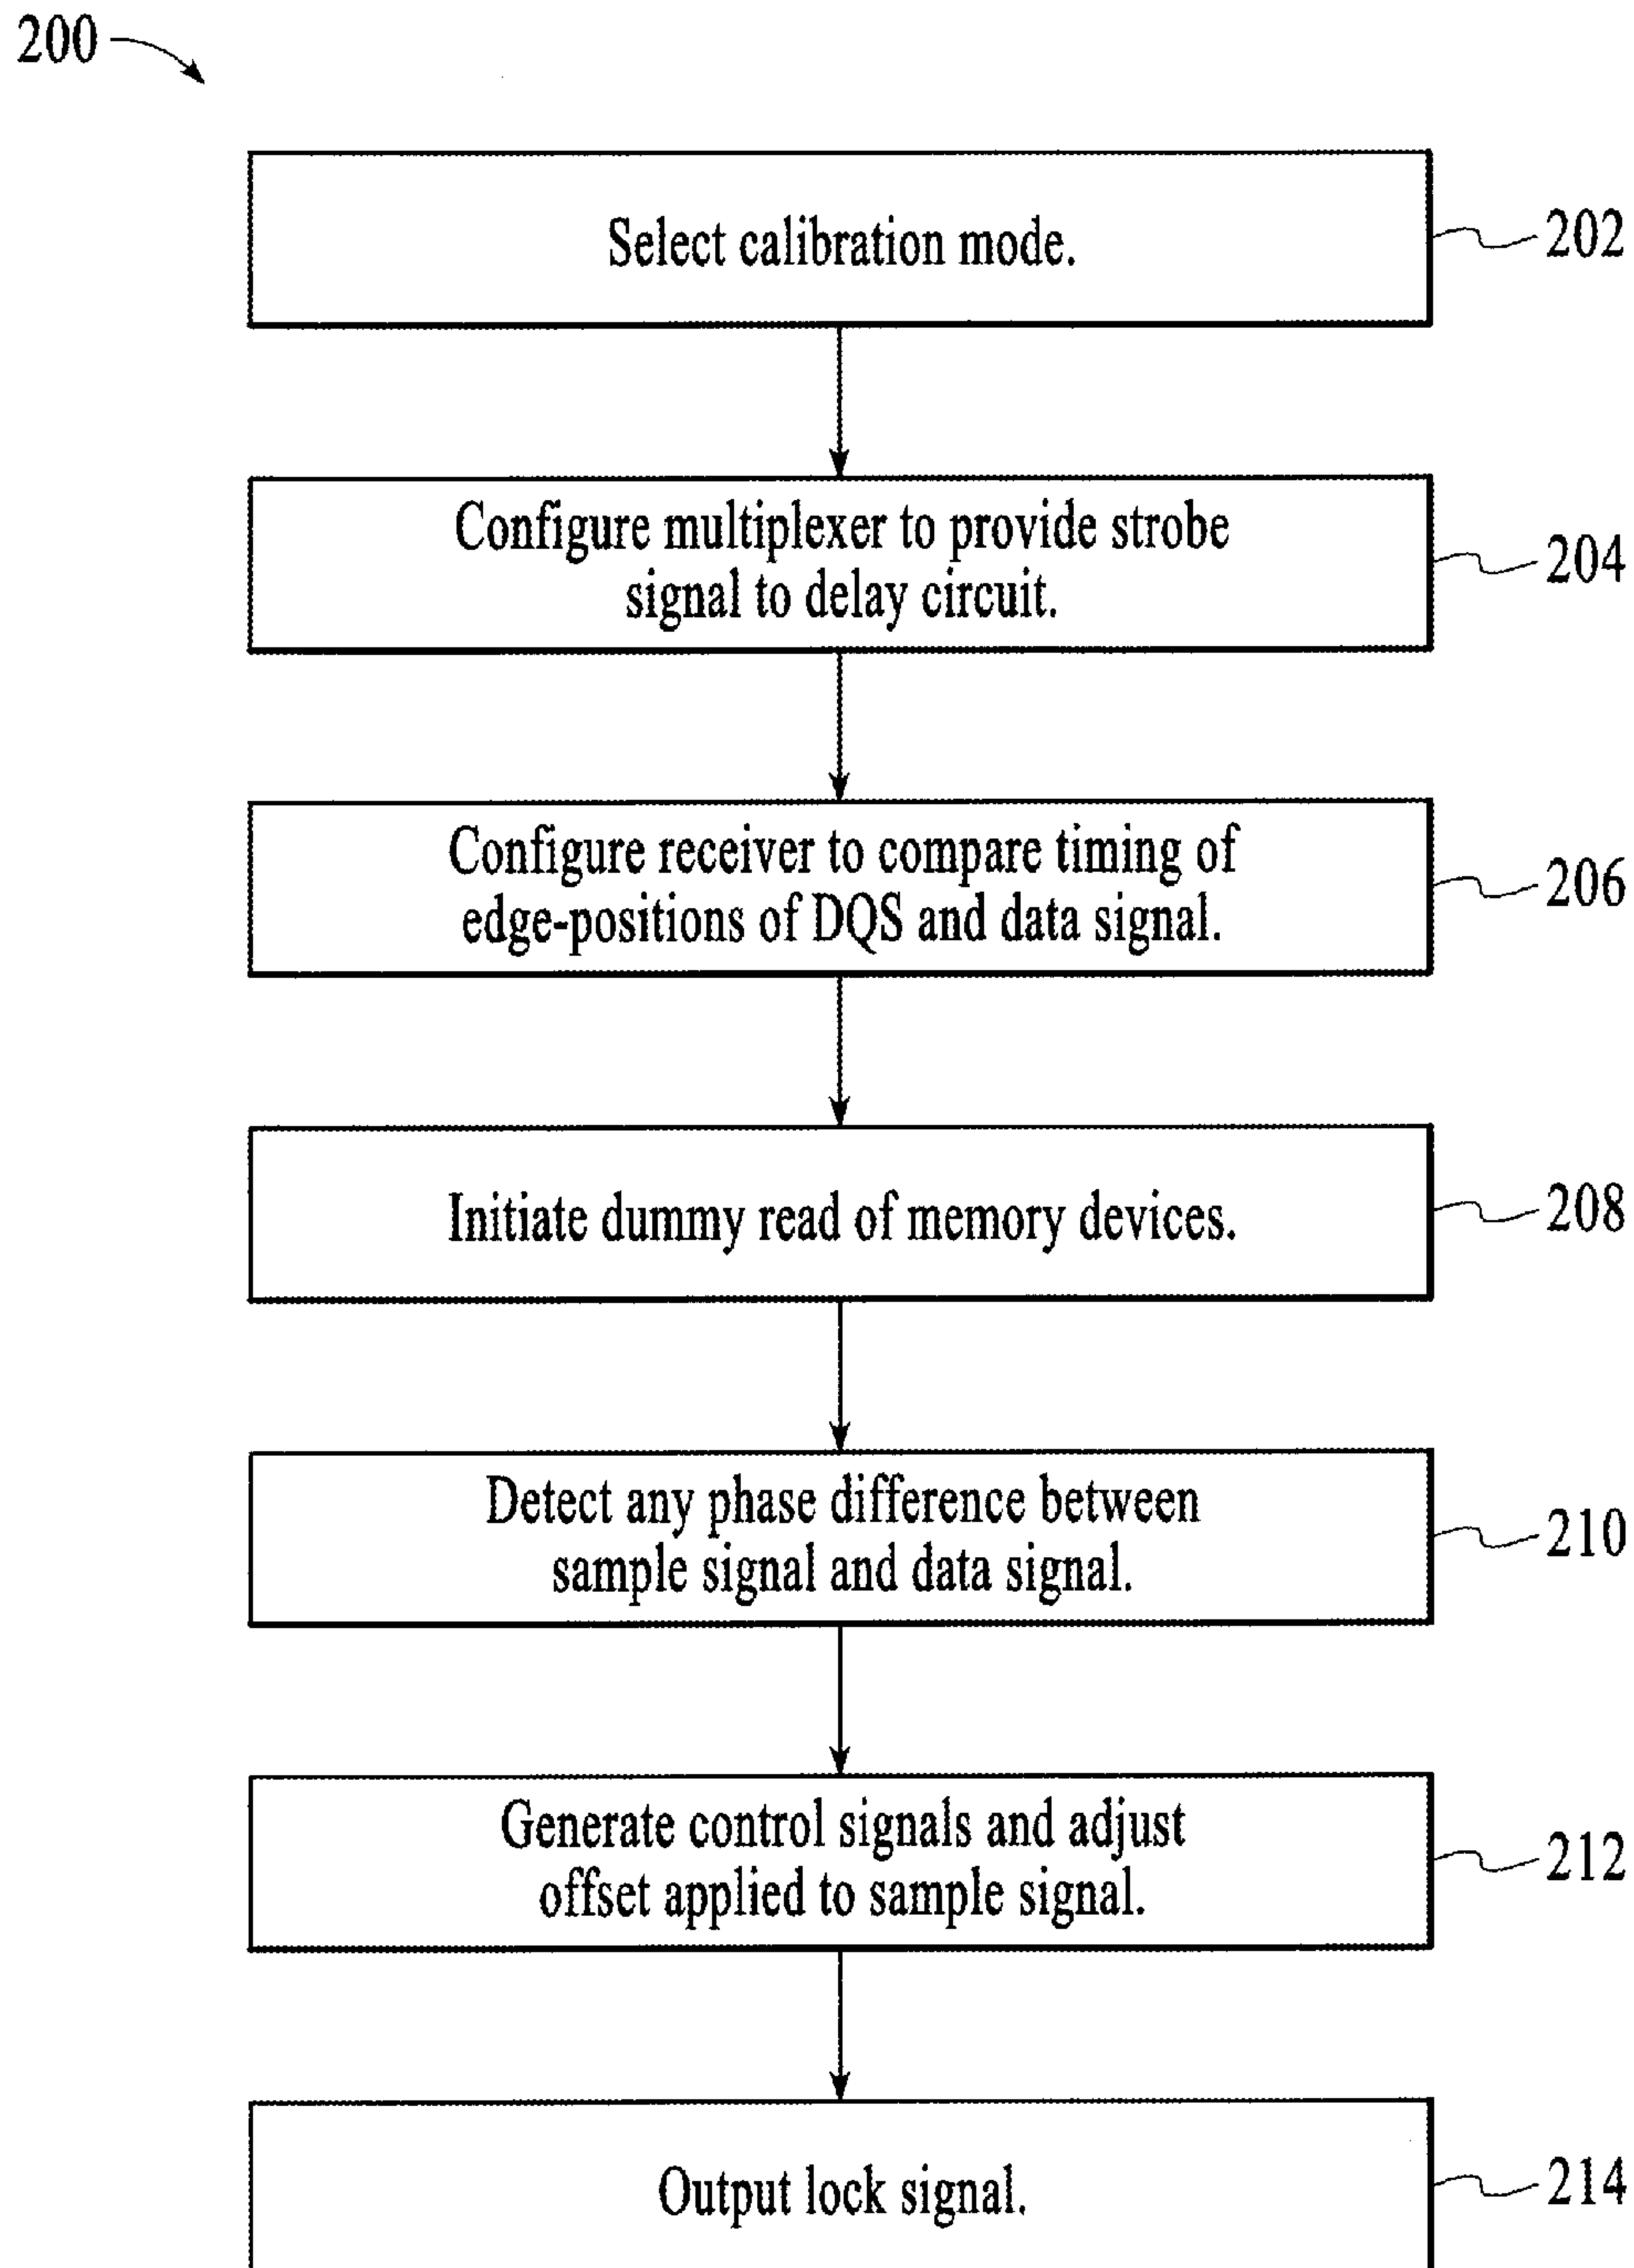 200
Select calibration mode.
202
Configure multiplexer to provide strobe
signal to delay circuit.
204
Configure receiver to compare timing of
edge-positions of DQS and data signal.
206
Initiate dummy read of memory devices.
208
Detect any phase difference between
sample signal and data signal.
210
Generate control signals and adjust
offset applied to sample signal.
212
Output lock signal.
214